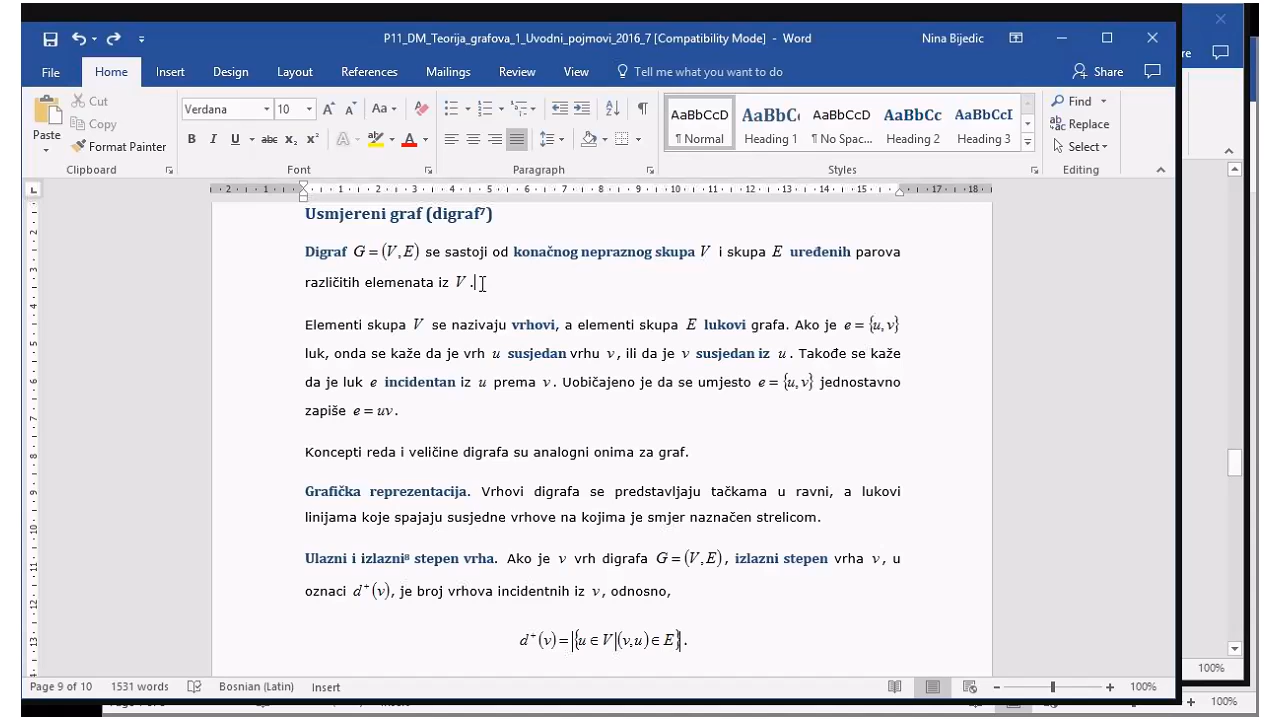 P11_DM_Teorija_grafova_1_Uvodni_pojmovi_2016_7 [Compatibility Mode] - Word
Nina Bijedic
File Home Insert Design Layout References Mailings Review View Tell me what you want to do Share
Cut
Copy
Format Painter
Paste
Verdana 10
Clipboard Font Paragraph Styles Editing
AaBbCcD AaBbC( AaBbCcD AaBbCc AaBbCcI
¶ Normal Heading 1 ¶ No Spac... Heading 2 Heading 3
Find
Replace
Select
Usmjereni graf (digraf⁷)
Digraf G = (V, E) se sastoji od konačnog nepraznog skupa V i skupa E uređenih parova
različitih elemenata iz V.
Elementi skupa V se nazivaju vrhovi, a elementi skupa E lukovi grafa. Ako je e = {u, v}
luk, onda se kaže da je vrh u susjedan vrhu v, ili da je v susjedan iz u. Takođe se kaže
da je luk e incidentan iz u prema v. Uobičajeno je da se umjesto e = {u, v} jednostavno
zapiše e = uv.
Koncepti reda i veličine digrafa su analogni onima za graf.
Grafička reprezentacija. Vrhovi digrafa se predstavljaju tačkama u ravni, a lukovi
linijama koje spajaju susjedne vrhove na kojima je smjer naznačen strelicom.
Ulazni i izlazni⁸ stepen vrha. Ako je v vrh digrafa G = (V, E), izlazni stepen vrha v, u
oznaci d⁺(v), je broj vrhova incidentnih iz v, odnosno,
d⁺(v) = |{u ∈ V|(v,u) ∈ E}|.
Page 9 of 10 1531 words Bosnian (Latin) Insert 100%
100%
100%